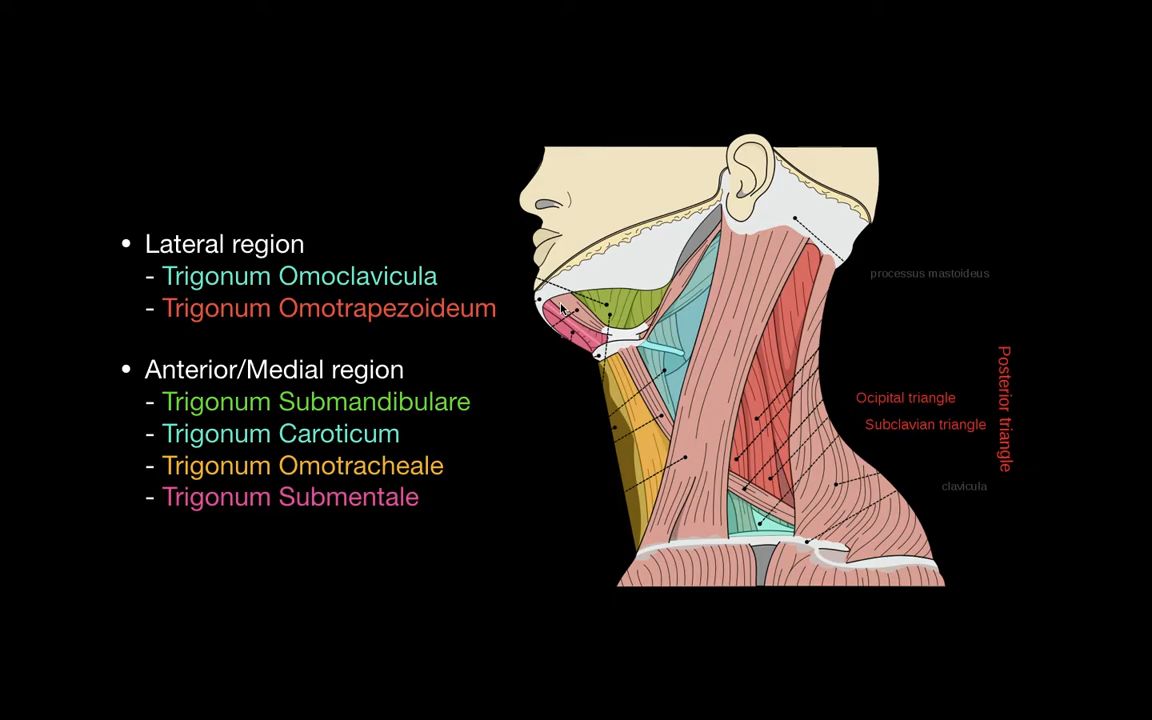 • Lateral region
- Trigonum Omoclavicula
- Trigonum Omotrapezoideum
• Anterior/Medial region
- Trigonum Submandibulare
- Trigonum Caroticum
- Trigonum Omotracheale
- Trigonum Submentale
processus mastoideus
Ocipital triangle
Subclavian triangle
Posterior triangle
clavicula